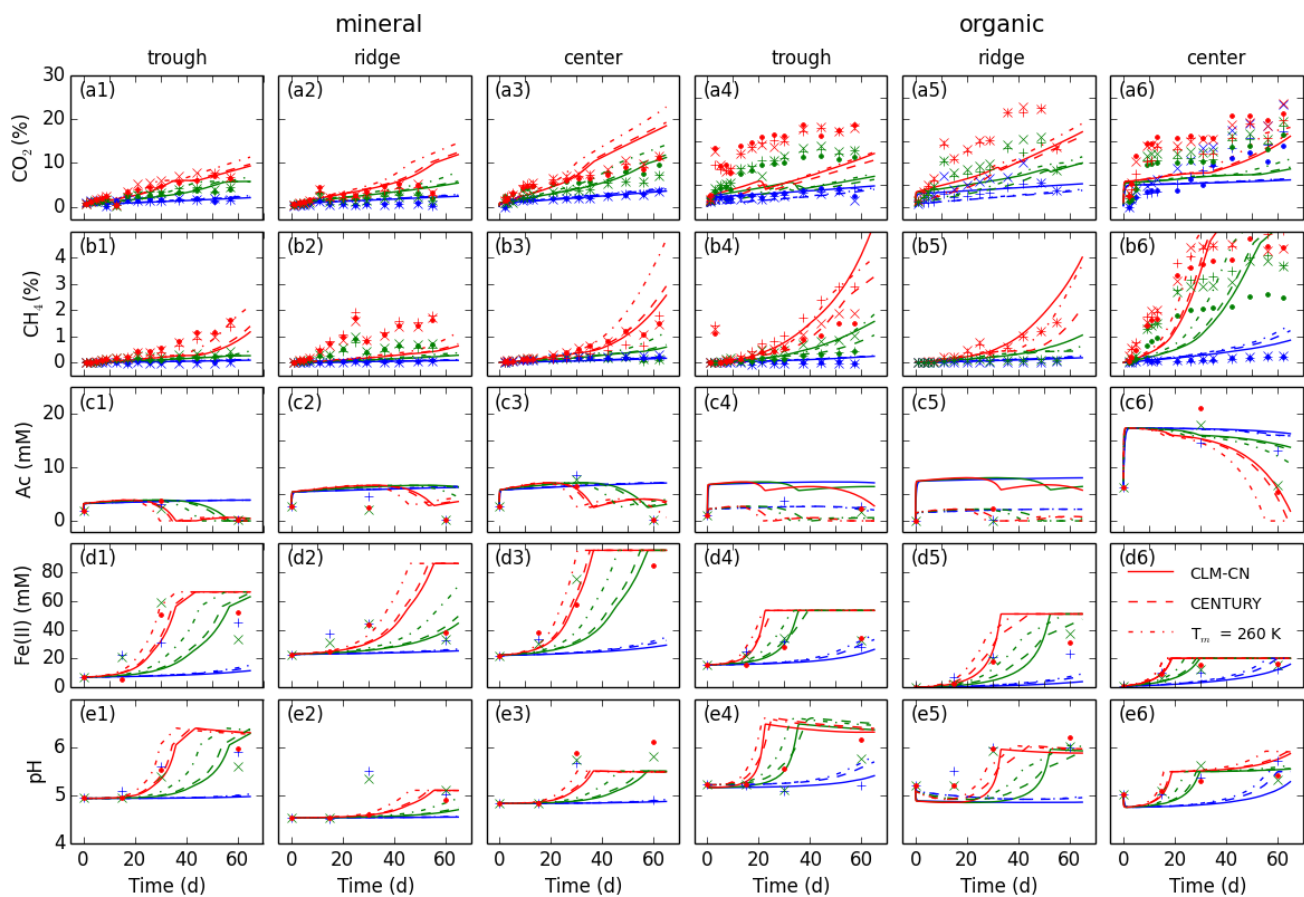 mineral organic
trough ridge center trough ridge center
30 (a1) (a2) (a3) (a4) (a5) (a6)
20
CO2 (%)
10
0
(b1) (b2) (b3) (b4) (b5) (b6)
4
3
CH4 (%)
2
1
0
(c1) (c2) (c3) (c4) (c5) (c6)
20
Ac (mM)
10
0
(d1) (d2) (d3) (d4) (d5) (d6)
80
60
Fe(II) (mM)
40
20
0
CLM-CN
CENTURY
Tm = 260 K
(e1) (e2) (e3) (e4) (e5) (e6)
6
pH
5
4
0 20 40 60 0 20 40 60 0 20 40 60 0 20 40 60 0 20 40 60 0 20 40 60
Time (d) Time (d) Time (d) Time (d) Time (d) Time (d)